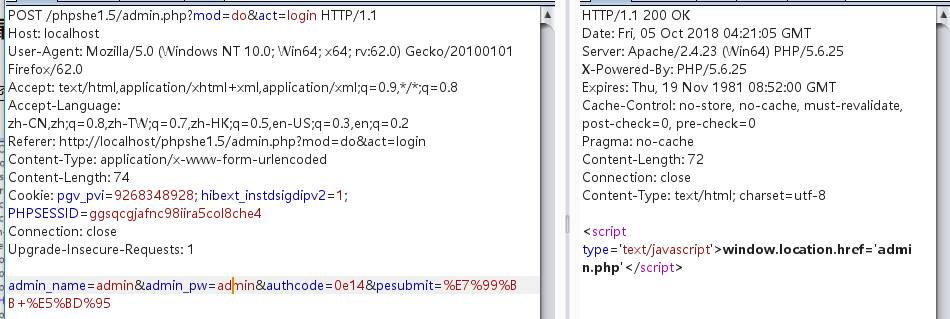 POST /phpshe1.5/admin.php?mod=do&act=login HTTP/1.1
Host: localhost
User-Agent: Mozilla/5.0 (Windows NT 10.0; Win64; x64; rv:62.0) Gecko/20100101
Firefox/62.0
Accept: text/html,application/xhtml+xml,application/xml;q=0.9,*/*;q=0.8
Accept-Language:
zh-CN,zh;q=0.8,zh-TW;q=0.7,zh-HK;q=0.5,en-US;q=0.3,en;q=0.2
Referer: http://localhost/phpshe1.5/admin.php?mod=do&act=login
Content-Type: application/x-www-form-urlencoded
Content-Length: 74
Cookie: pgv_pvi=9268348928; hibext_instdsigdipv2=1;
PHPSESSID=ggsqcgjafnc98iira5col8che4
Connection: close
Upgrade-Insecure-Requests: 1
admin_name=admin&admin_pw=admin&authcode=0e14&pesubmit=%E7%99%B
B+%E5%BD%95
HTTP/1.1 200 OK
Date: Fri, 05 Oct 2018 04:21:05 GMT
Server: Apache/2.4.23 (Win64) PHP/5.6.25
X-Powered-By: PHP/5.6.25
Expires: Thu, 19 Nov 1981 08:52:00 GMT
Cache-Control: no-store, no-cache, must-revalidate,
post-check=0, pre-check=0
Pragma: no-cache
Content-Length: 72
Connection: close
Content-Type: text/html; charset=utf-8
<script
type='text/javascript'>window.location.href='admi
n.php'</script>